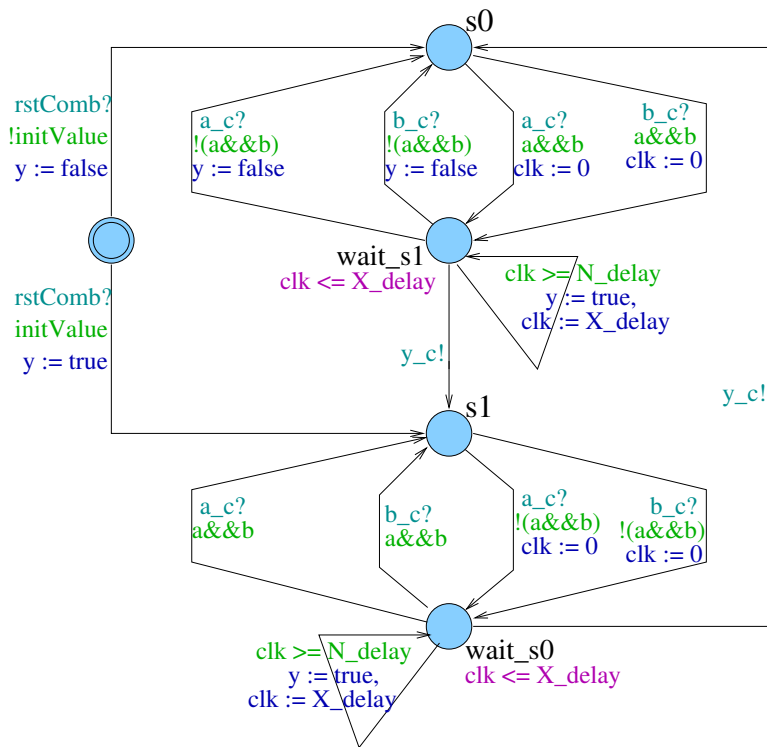 s0
rstComb?
!initValue
y := false
a_c?
!(a&&b)
y := false
b_c?
!(a&&b)
y := false
a_c?
a&&b
clk := 0
b_c?
a&&b
clk := 0
wait_s1
clk <= X_delay
clk >= N_delay
y := true,
clk := X_delay
rstComb?
initValue
y := true
y_c!
y_c!
s1
a_c?
a&&b
b_c?
a&&b
a_c?
!(a&&b)
clk := 0
b_c?
!(a&&b)
clk := 0
wait_s0
clk <= X_delay
clk >= N_delay
y := true,
clk := X_delay